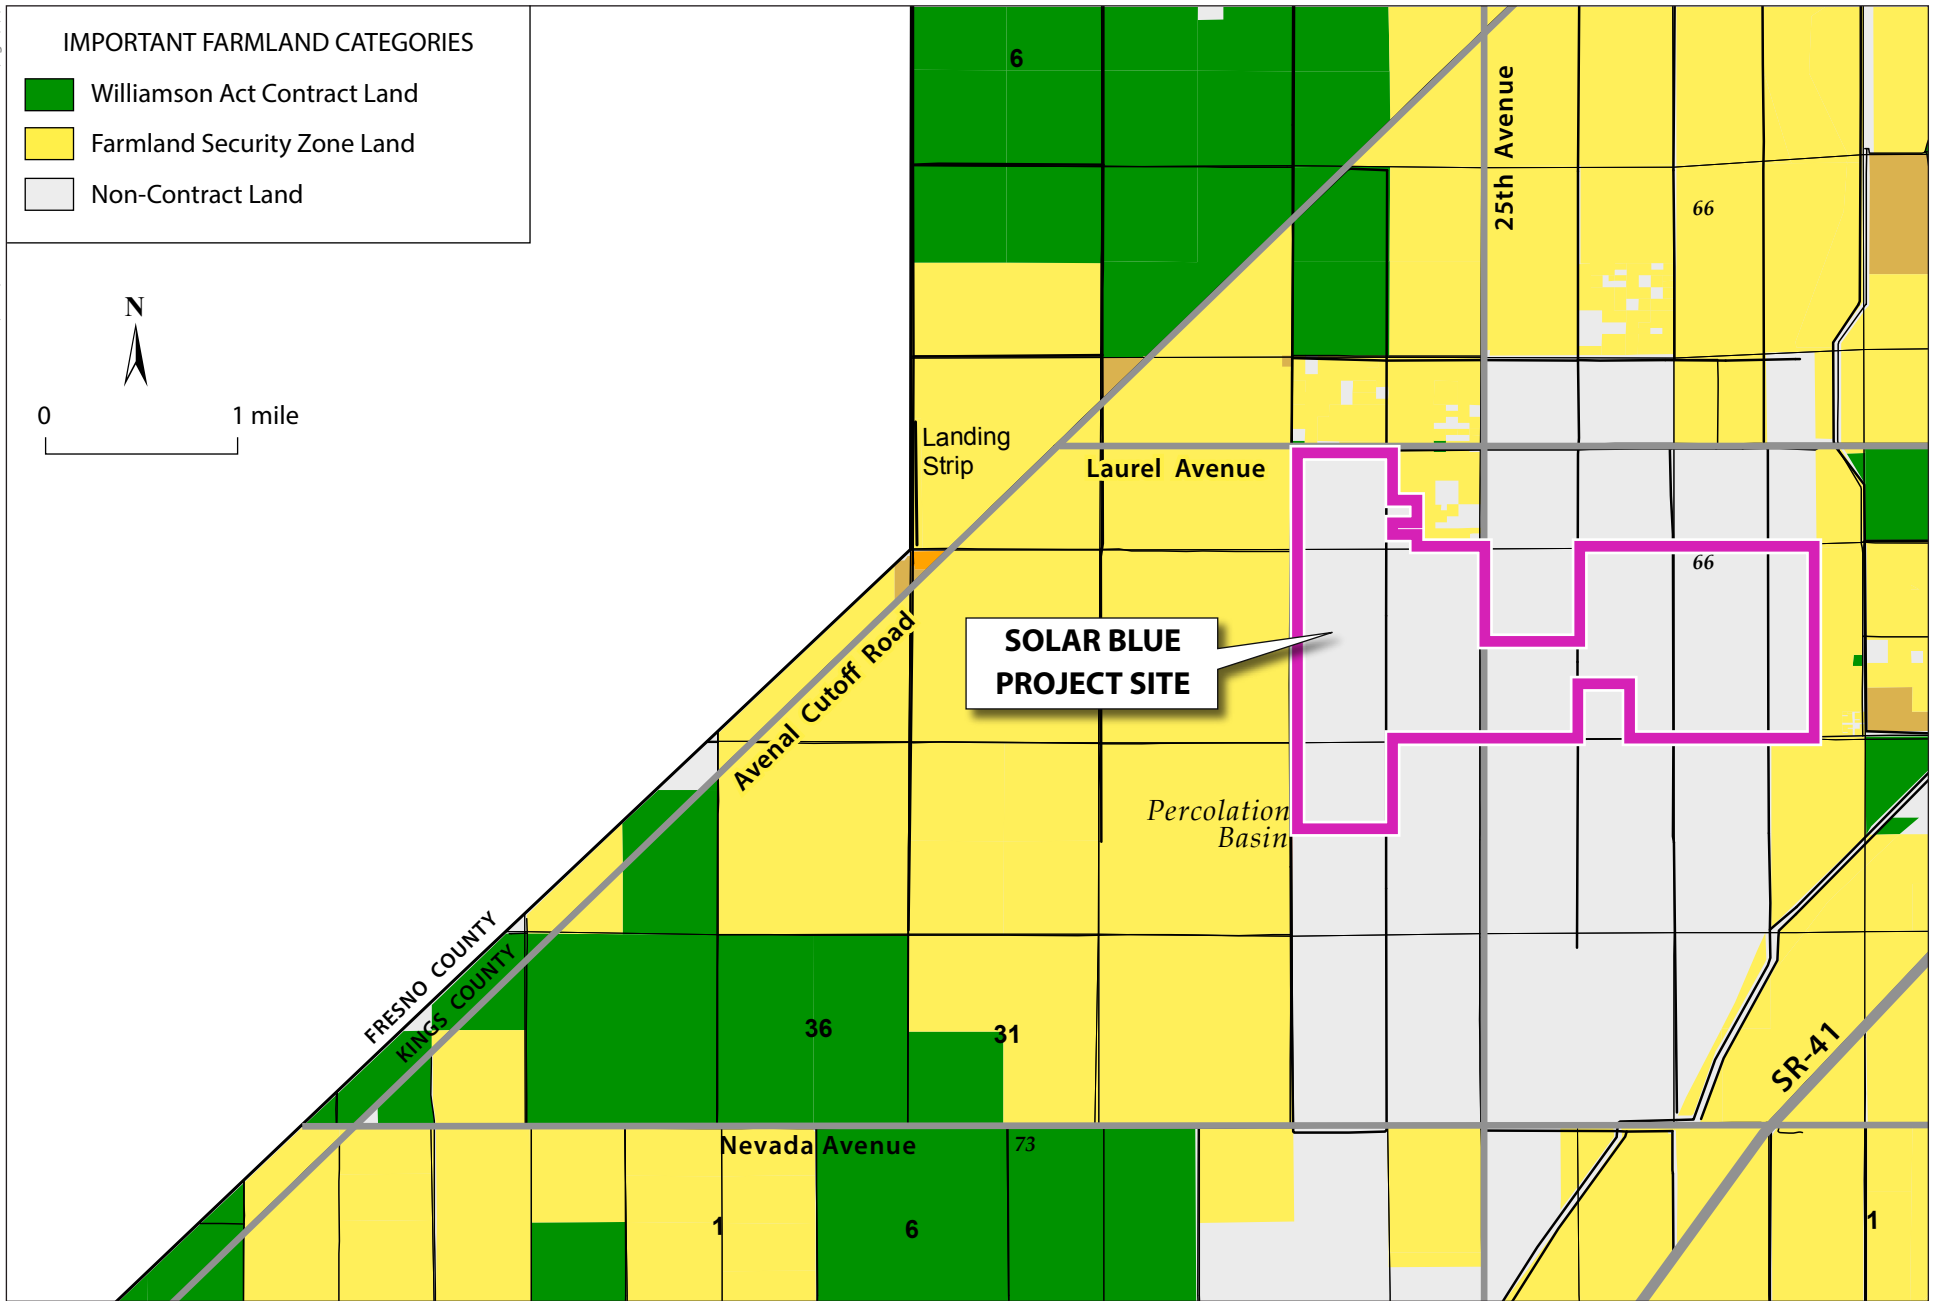 IMPORTANT FARMLAND CATEGORIES
Williamson Act Contract Land
Farmland Security Zone Land
Non-Contract Land
N
0 1 mile
6
25th Avenue
66
Landing
Strip
Laurel Avenue
66
SOLAR BLUE
PROJECT SITE
Avenal Cutoff Road
Percolation
Basin
FRESNO COUNTY
KINGS COUNTY
36
31
SR-41
Nevada Avenue
73
1
6
1